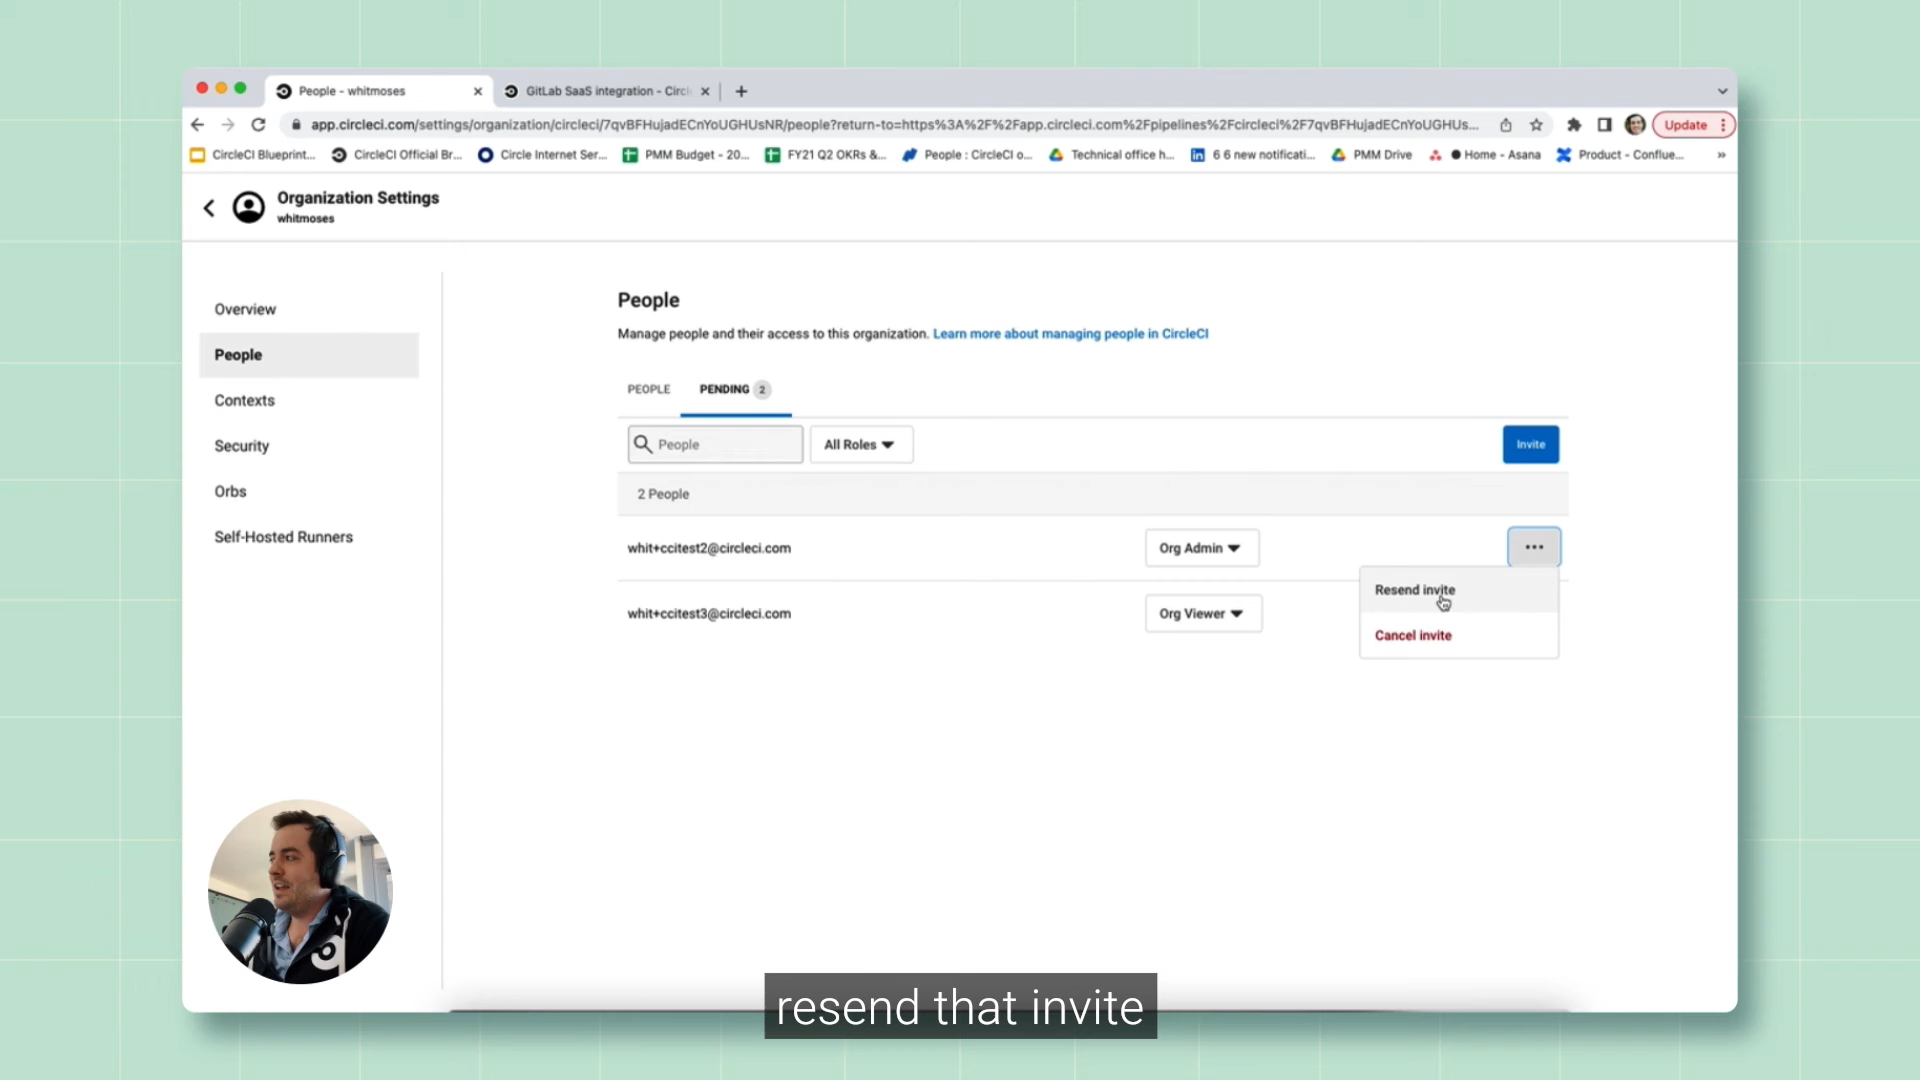 People - whitmoses
GitLab SaaS integration - Circl
app.circleci.com/settings/organization/circleci/7qvBFHujadECnYoUGHUsNR/people?return-to=https%3A%2F%2Fapp.circleci.com%2Fpipelines%2Fcircleci%2F7qvBFHujadECnYoUGHUs...
Update
CircleCI Blueprint...
CircleCI Official Br...
Circle Internet Ser...
PMM Budget - 20...
FY21 Q2 OKRs &...
People : CircleCI o...
Technical office h...
6 6 new notificati...
PMM Drive
Home - Asana
Product - Conflue...
»
Organization Settings
whitmoses
Overview
People
Contexts
Security
Orbs
Self-Hosted Runners
People
Manage people and their access to this organization. Learn more about managing people in CircleCI
PEOPLE
PENDING 2
People
All Roles
Invite
2 People
whit+ccitest2@circleci.com
Org Admin
Resend invite
whit+ccitest3@circleci.com
Org Viewer
Cancel invite
resend that invite